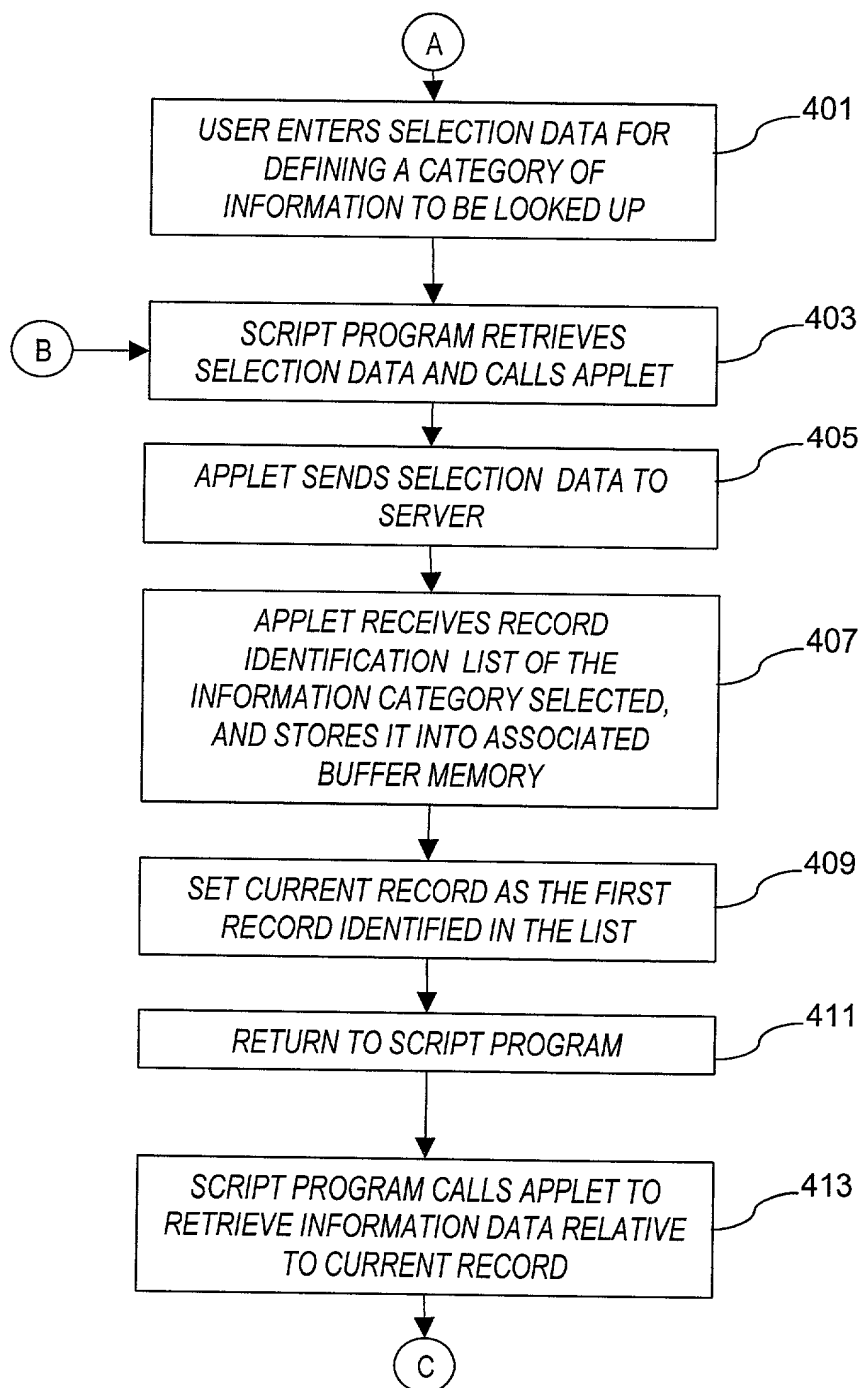 A
USER ENTERS SELECTION DATA FOR
DEFINING A CATEGORY OF
INFORMATION TO BE LOOKED UP
401
B
SCRIPT PROGRAM RETRIEVES
SELECTION DATA AND CALLS APPLET
403
APPLET SENDS SELECTION DATA TO
SERVER
405
APPLET RECEIVES RECORD
IDENTIFICATION LIST OF THE
INFORMATION CATEGORY SELECTED,
AND STORES IT INTO ASSOCIATED
BUFFER MEMORY
407
SET CURRENT RECORD AS THE FIRST
RECORD IDENTIFIED IN THE LIST
409
RETURN TO SCRIPT PROGRAM
411
SCRIPT PROGRAM CALLS APPLET TO
RETRIEVE INFORMATION DATA RELATIVE
TO CURRENT RECORD
413
C